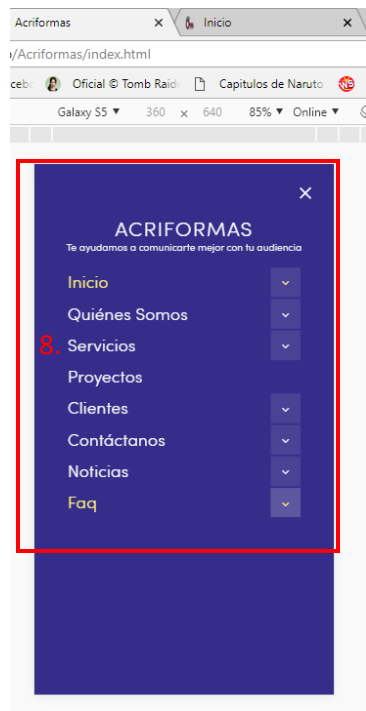 Acriformas × Inicio ×
/Acriformas/index.html
Oficial © Tomb Raid Capitulos de Naruto
Galaxy S5 ▼ 360 × 640 85% ▼ Online ▼
×
ACRIFORMAS
Te ayudamos a comunicarte mejor con tu audiencia
Inicio
Quiénes Somos
8. Servicios
Proyectos
Clientes
Contáctanos
Noticias
Faq